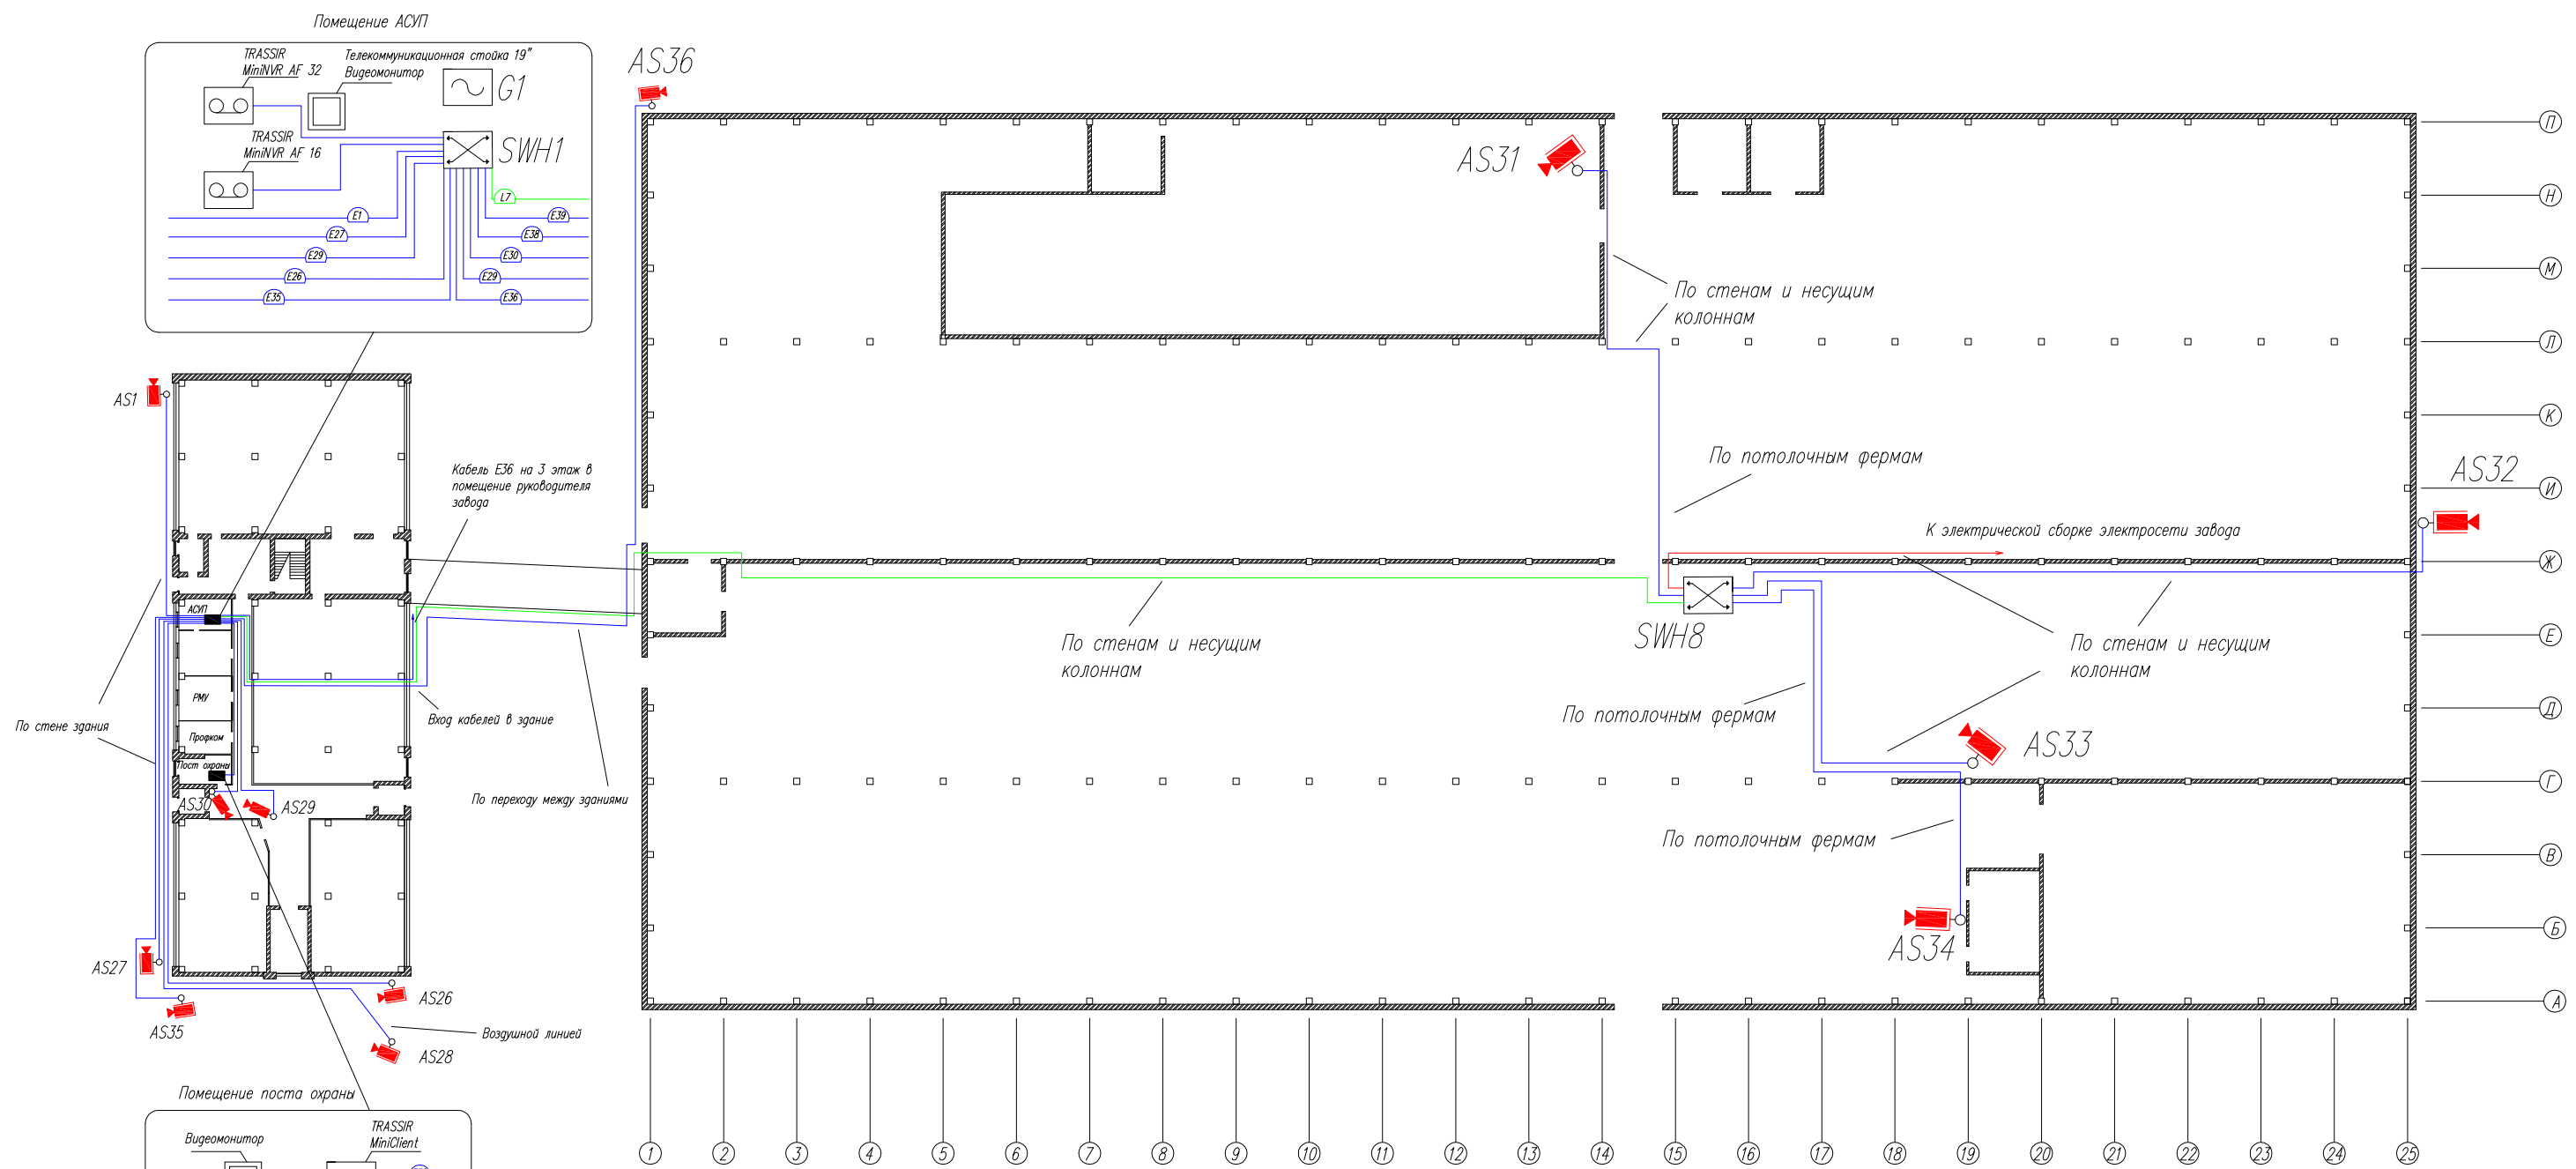 Помещение АСУП
TRASSIR
MiniNVR AF 32
Телекоммуникационная стойка 19"
Видеомонитор
G1
TRASSIR
MiniNVR AF 16
SWH1
L7
E1
E39
E27
E38
E29
E30
E26
E29
E35
E36
AS36
AS31
По стенам и несущим
колоннам
AS1
Кабель E36 на 3 этаж в
помещение руководителя
завода
По потолочным фермам
AS32
К электрической сборке электросети завода
АСУП
РМУ
Профком
Пост охраны
По стене здания
Вход кабелей в здание
По переходу между зданиями
По стенам и несущим
колоннам
SWH8
По стенам и несущим
колоннам
По потолочным фермам
AS33
AS30
AS29
По потолочным фермам
AS34
AS27
AS26
AS35
Воздушной линией
AS28
П
Н
М
Л
К
И
Ж
Е
Д
Г
В
Б
А
Помещение поста охраны
Видеомонитор
TRASSIR
MiniClient
1 2 3 4 5 6 7 8 9 10 11 12 13 14 15 16 17 18 19 20 21 22 23 24 25